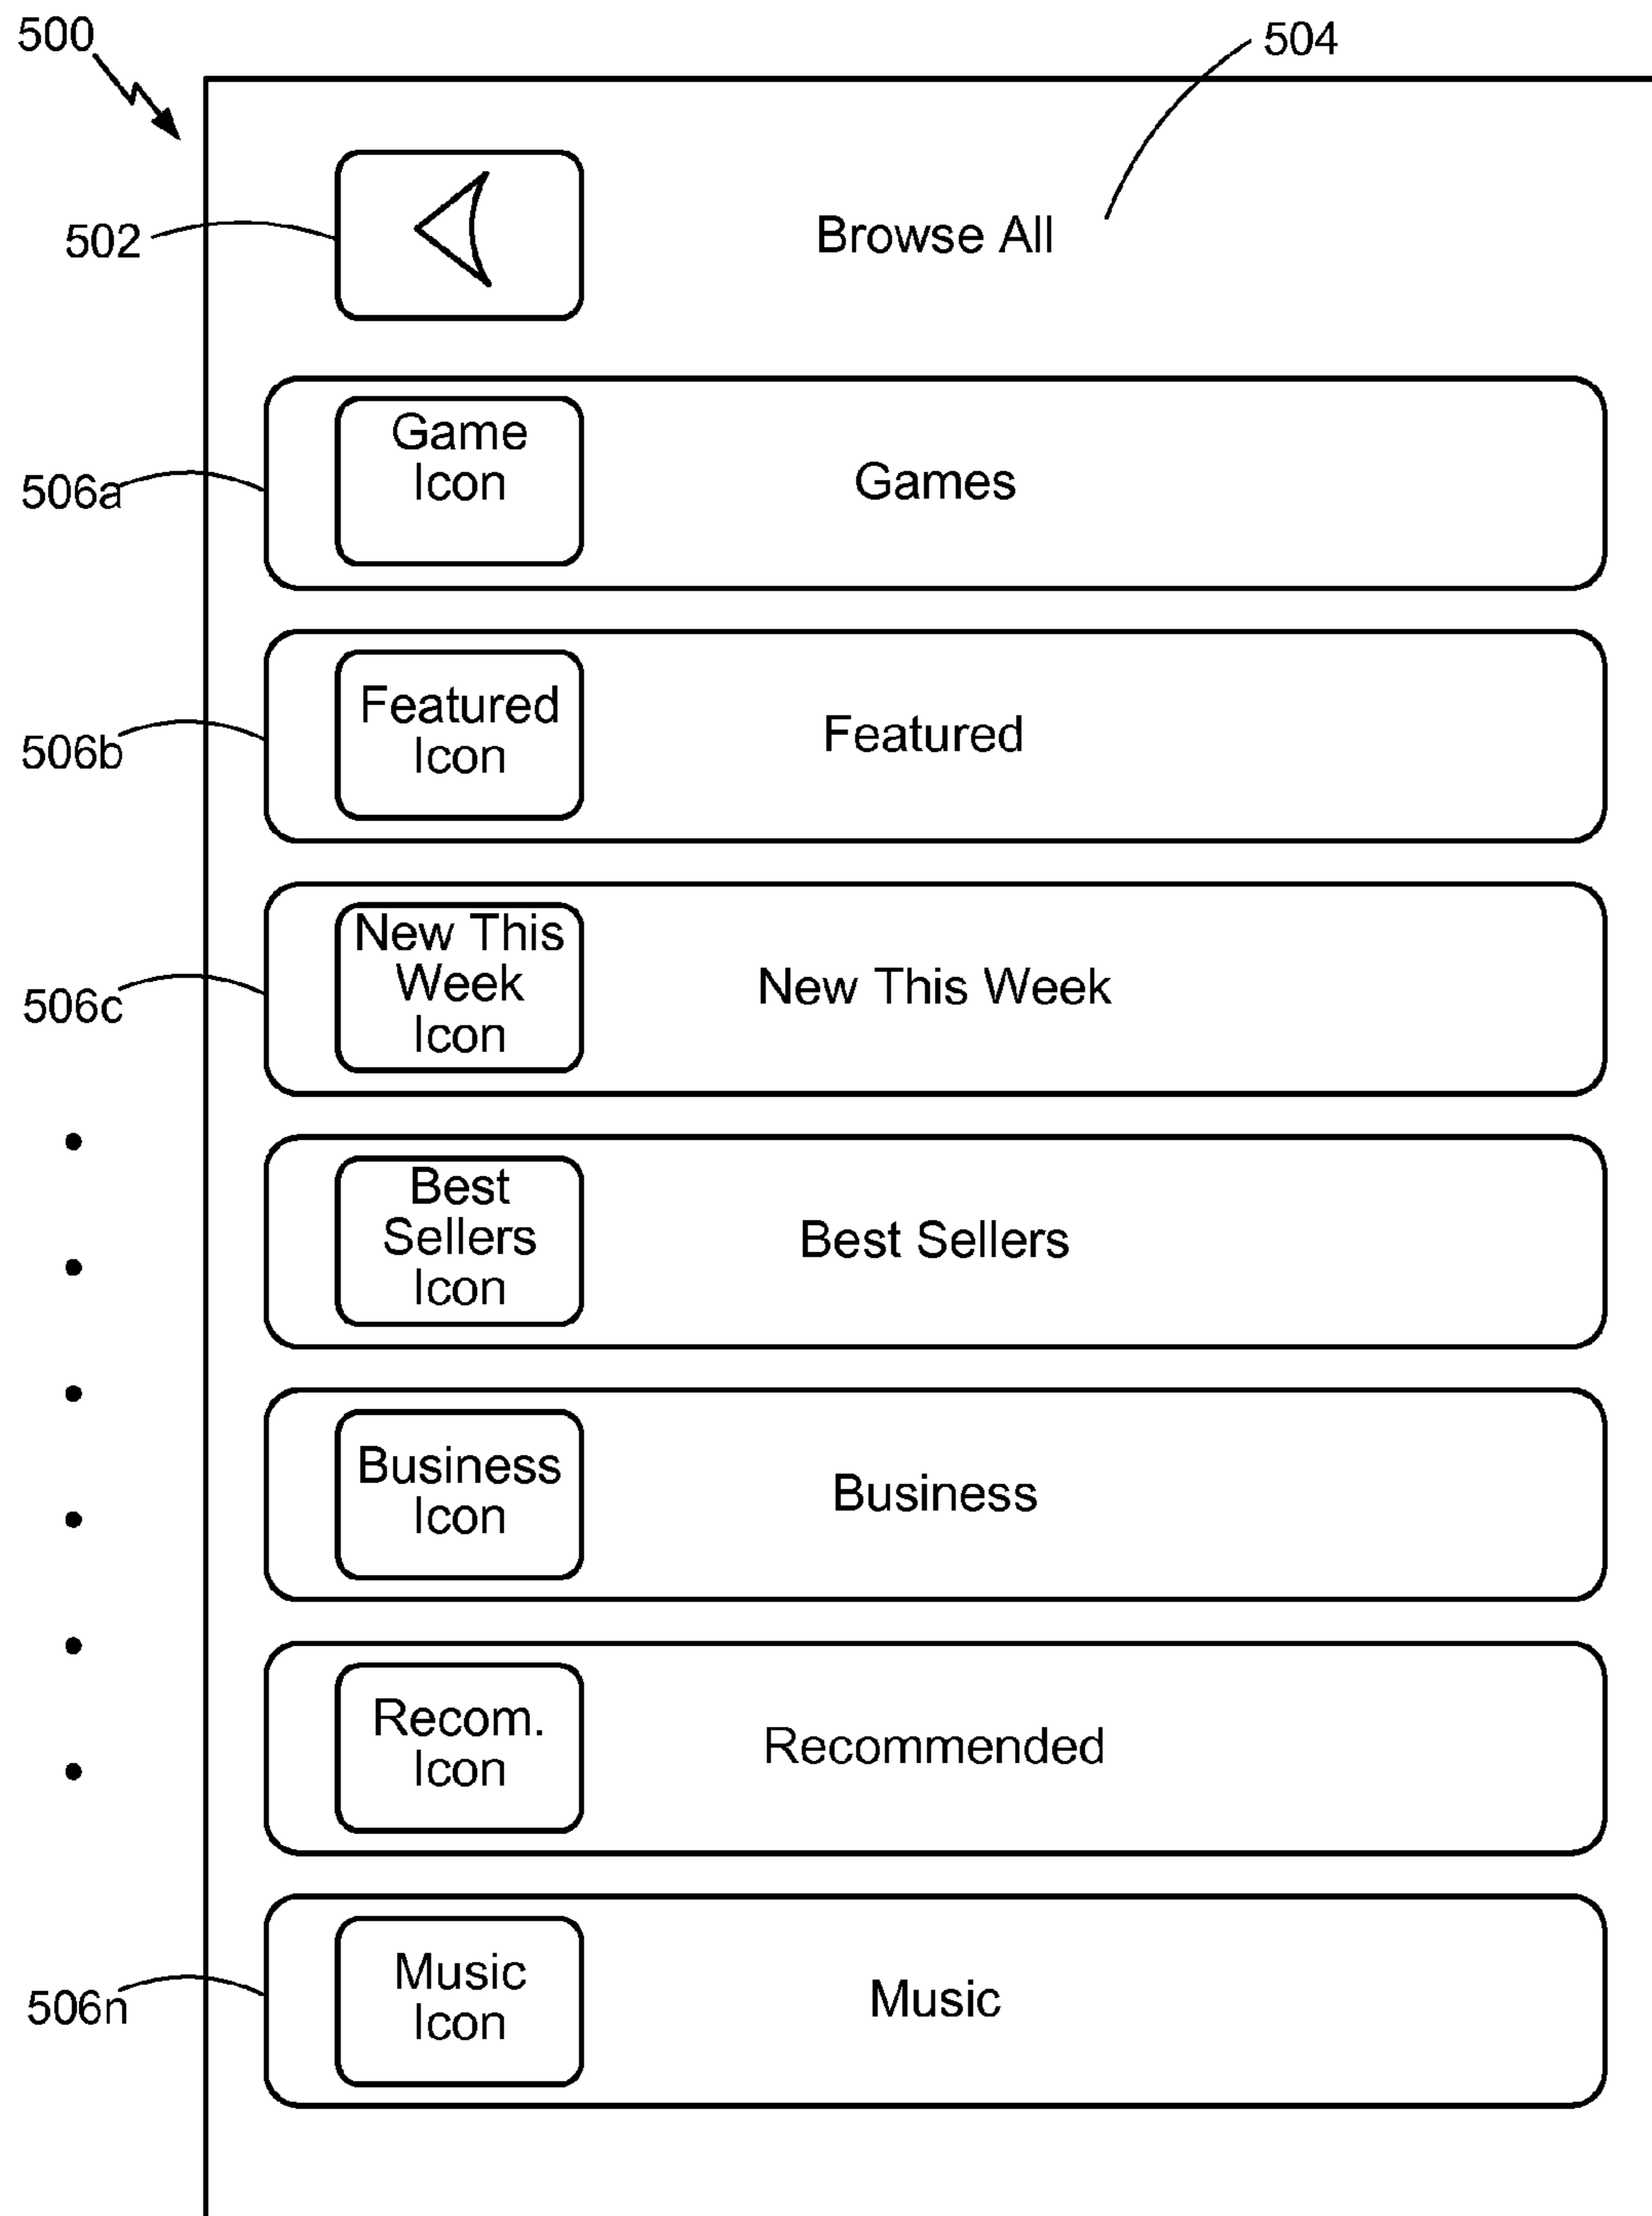 500
504
502
Browse All
Game
Icon
506a
Games
Featured
Icon
506b
Featured
New This
Week
Icon
506c
New This Week
Best
Sellers
Icon
Best Sellers
Business
Icon
Business
Recom.
Icon
Recommended
Music
Icon
506n
Music